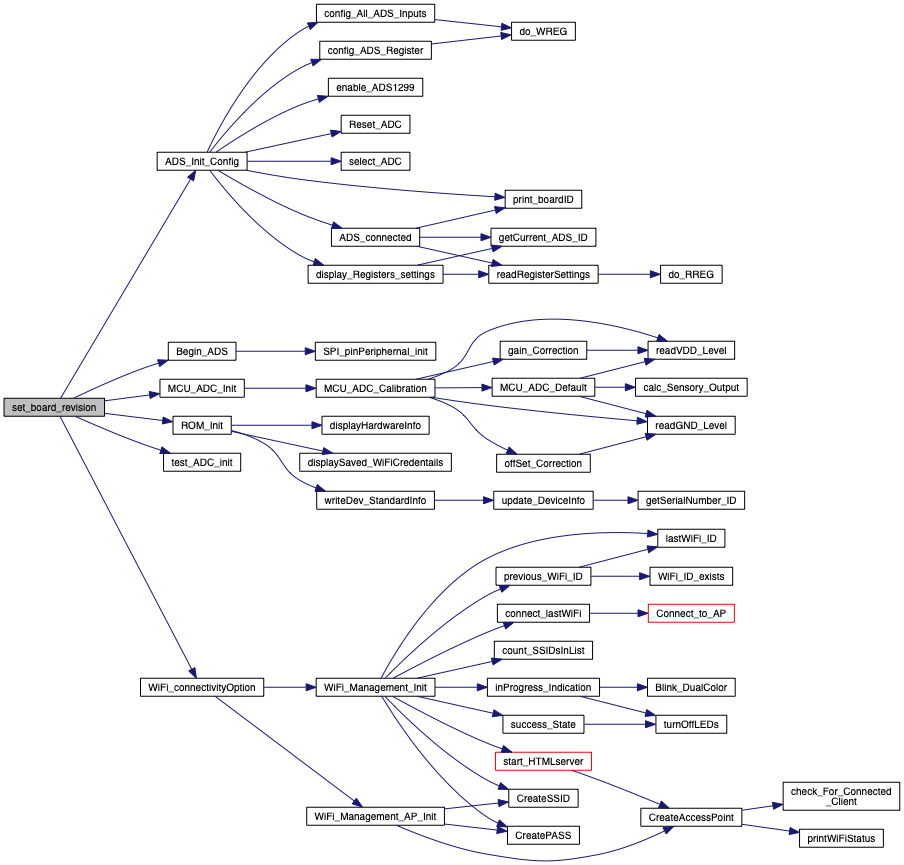 config_All_ADS_Inputs
do_WREG
config_ADS_Register
enable_ADS1299
Reset_ADC
ADS_Init_Config
select_ADC
print_boardID
ADS_connected
getCurrent_ADS_ID
display_Registers_settings
readRegisterSettings
do_RREG
Begin_ADS
SPI_pinPeriphernal_init
gain_Correction
readVDD_Level
MCU_ADC_Init
MCU_ADC_Calibration
MCU_ADC_Default
calc_Sensory_Output
set_board_revision
ROM_Init
displayHardwareInfo
readGND_Level
test_ADC_init
displaySaved_WiFiCredentails
offSet_Correction
writeDev_StandardInfo
update_DeviceInfo
getSerialNumber_ID
lastWiFi_ID
previous_WiFi_ID
WiFi_ID_exists
connect_lastWiFi
Connect_to_AP
count_SSIDsInList
WiFi_connectivityOption
WiFi_Management_Init
inProgress_Indication
Blink_DualColor
success_State
turnOffLEDs
start_HTMLserver
CreateSSID
check_For_Connected
_Client
WiFi_Management_AP_Init
CreateAccessPoint
CreatePASS
printWiFiStatus